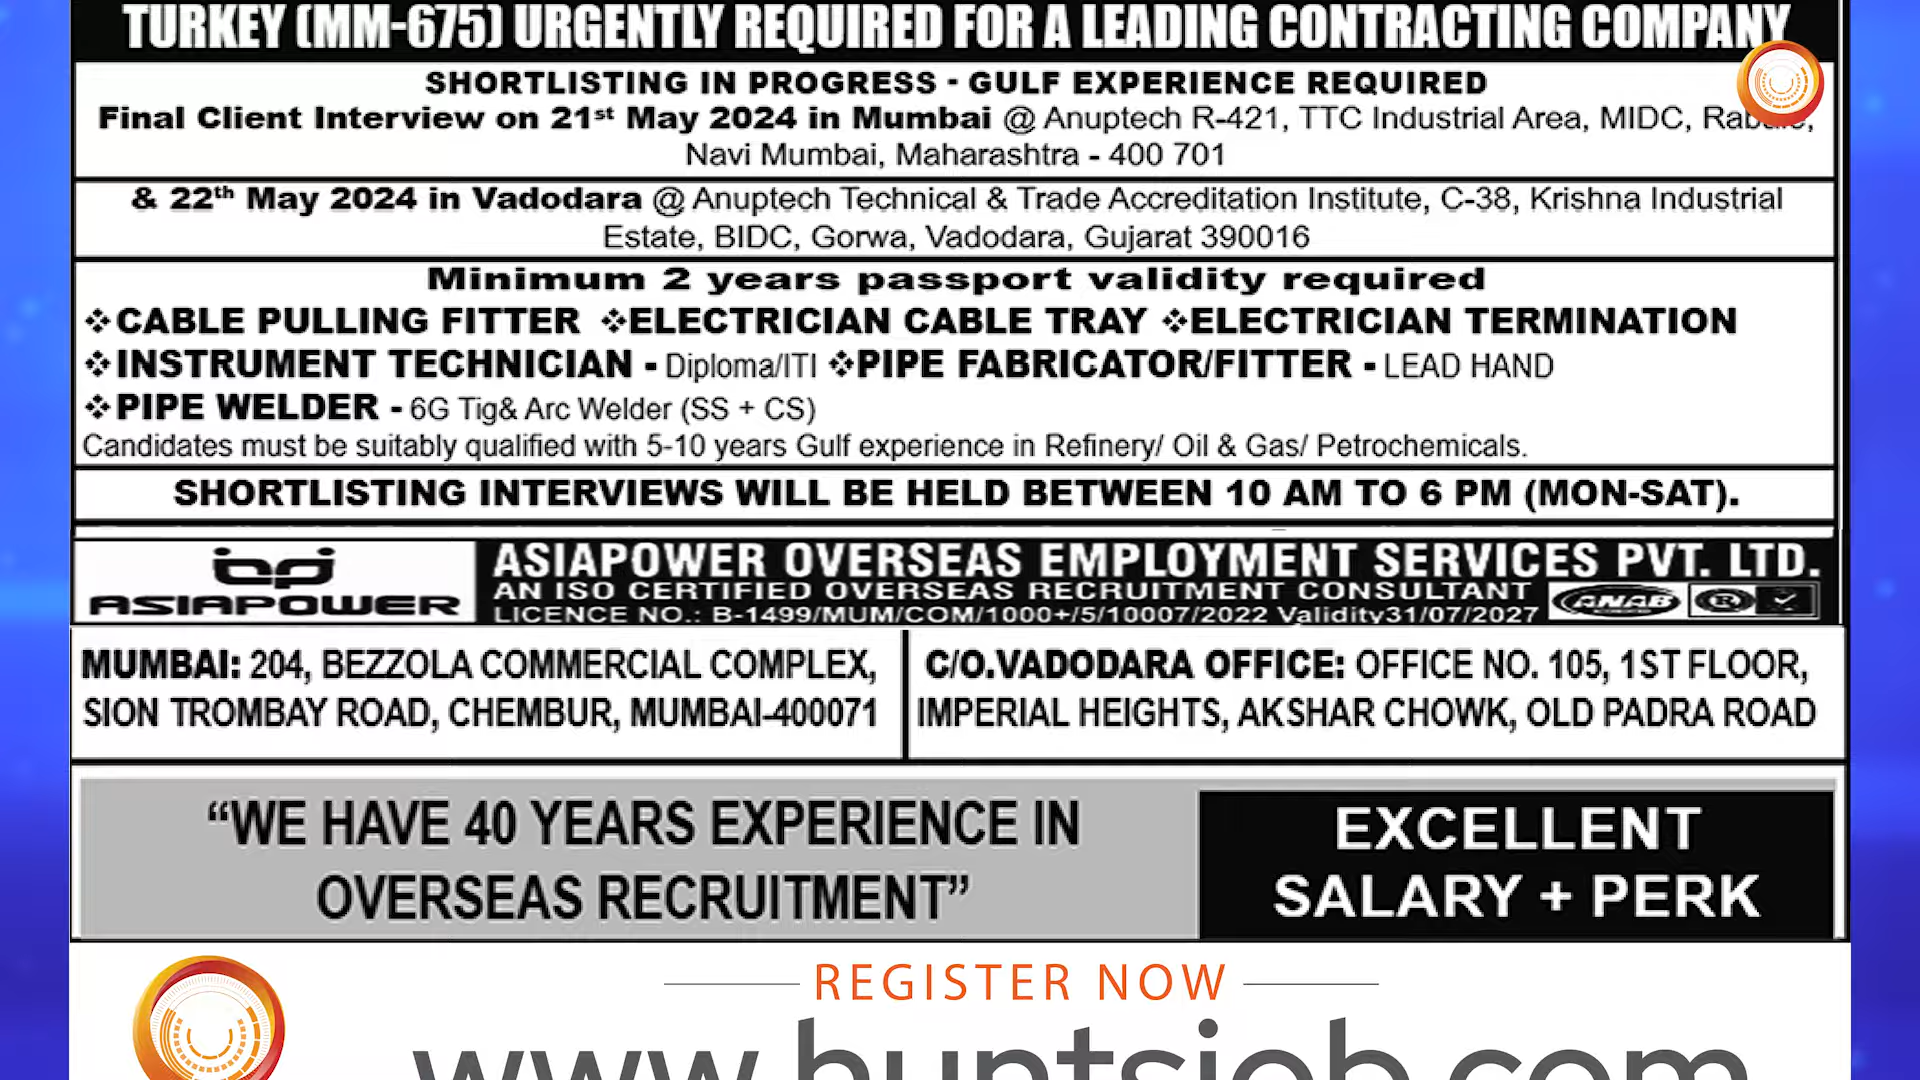 TURKEY (MM-675) URGENTLY REQUIRED FOR A LEADING CONTRACTING COMPANY
SHORTLISTING IN PROGRESS - GULF EXPERIENCE REQUIRED
Final Client Interview on 21st May 2024 in Mumbai @ Anuptech R-421, TTC Industrial Area, MIDC,
Navi Mumbai, Maharashtra - 400 701
& 22th May 2024 in Vadodara @ Anuptech Technical & Trade Accreditation Institute, C-38, Krishna Industrial
Estate, BIDC, Gorwa, Vadodara, Gujarat 390016
Minimum 2 years passport validity required
❖CABLE PULLING FITTER ❖ELECTRICIAN CABLE TRAY ❖ELECTRICIAN TERMINATION
❖INSTRUMENT TECHNICIAN - Diploma/ITI ❖PIPE FABRICATOR/FITTER - LEAD HAND
❖PIPE WELDER - 6G Tig& Arc Welder (SS + CS)
Candidates must be suitably qualified with 5-10 years Gulf experience in Refinery/ Oil & Gas/ Petrochemicals.
SHORTLISTING INTERVIEWS WILL BE HELD BETWEEN 10 AM TO 6 PM (MON-SAT).
ASIAPOWER
ASIAPOWER OVERSEAS EMPLOYMENT SERVICES PVT. LTD.
AN ISO CERTIFIED OVERSEAS RECRUITMENT CONSULTANT
LICENCE NO.: B-1499/MUM/COM/1000+/5/10007/2022 Validity31/07/2027
ANAB
MUMBAI: 204, BEZZOLA COMMERCIAL COMPLEX,
SION TROMBAY ROAD, CHEMBUR, MUMBAI-400071
C/O.VADODARA OFFICE: OFFICE NO. 105, 1ST FLOOR,
IMPERIAL HEIGHTS, AKSHAR CHOWK, OLD PADRA ROAD
“WE HAVE 40 YEARS EXPERIENCE IN
OVERSEAS RECRUITMENT”
EXCELLENT
SALARY + PERK
REGISTER NOW
www.huntsjob.com